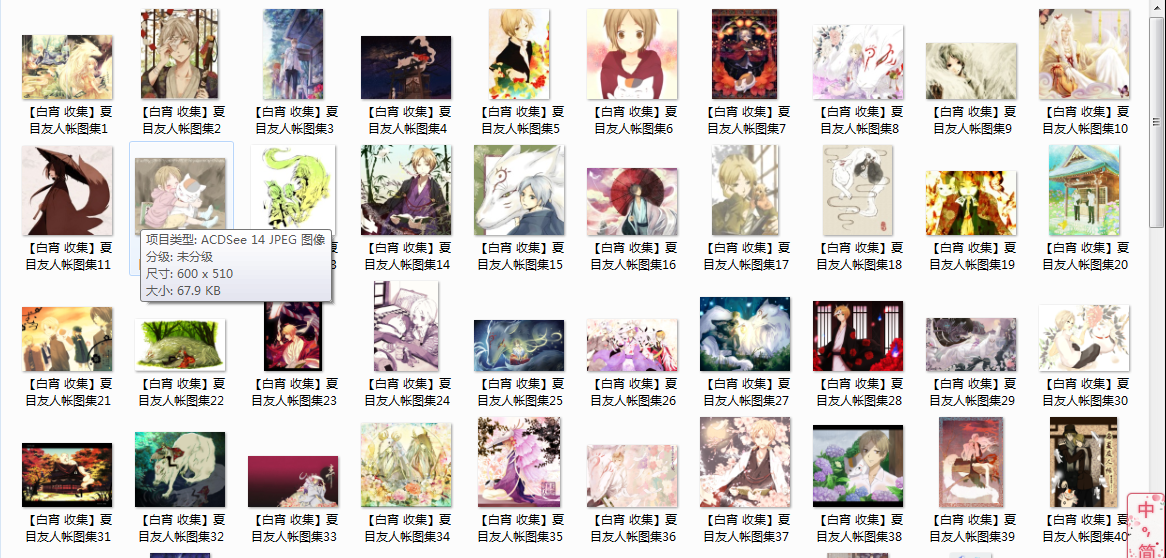 【白宵 收集】夏
目友人帐图集1
【白宵 收集】夏
目友人帐图集2
【白宵 收集】夏
目友人帐图集3
【白宵 收集】夏
目友人帐图集4
【白宵 收集】夏
目友人帐图集5
【白宵 收集】夏
目友人帐图集6
【白宵 收集】夏
目友人帐图集7
【白宵 收集】夏
目友人帐图集8
【白宵 收集】夏
目友人帐图集9
【白宵 收集】夏
目友人帐图集10
【白宵 收集】夏
目友人帐图集11
项目类型: ACDSee 14 JPEG 图像
分级: 未分级
尺寸: 600 x 510
大小: 67.9 KB
【白宵 收集】夏
目友人帐图集14
【白宵 收集】夏
目友人帐图集15
【白宵 收集】夏
目友人帐图集16
【白宵 收集】夏
目友人帐图集17
【白宵 收集】夏
目友人帐图集18
【白宵 收集】夏
目友人帐图集19
【白宵 收集】夏
目友人帐图集20
【白宵 收集】夏
目友人帐图集21
【白宵 收集】夏
目友人帐图集22
【白宵 收集】夏
目友人帐图集23
【白宵 收集】夏
目友人帐图集24
【白宵 收集】夏
目友人帐图集25
【白宵 收集】夏
目友人帐图集26
【白宵 收集】夏
目友人帐图集27
【白宵 收集】夏
目友人帐图集28
【白宵 收集】夏
目友人帐图集29
【白宵 收集】夏
目友人帐图集30
【白宵 收集】夏
目友人帐图集31
【白宵 收集】夏
目友人帐图集32
【白宵 收集】夏
目友人帐图集33
【白宵 收集】夏
目友人帐图集34
【白宵 收集】夏
目友人帐图集35
【白宵 收集】夏
目友人帐图集36
【白宵 收集】夏
目友人帐图集37
【白宵 收集】夏
目友人帐图集38
【白宵 收集】夏
目友人帐图集39
【白宵 收集】夏
目友人帐图集40
中
简